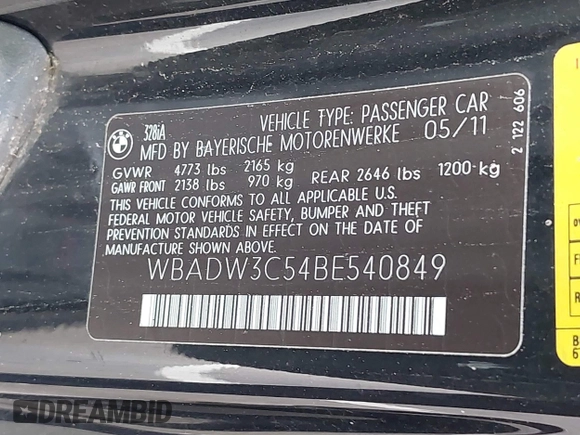 BMW
328iA
VEHICLE TYPE: PASSENGER CAR
MFD BY BAYERISCHE MOTORENWERKE 05/11
GVWR 4773 lbs 2165 kg
GAWR FRONT 2138 lbs 970 kg REAR 2646 lbs 1200 kg
THIS VEHICLE CONFORMS TO ALL APPLICABLE U.S.
FEDERAL MOTOR VEHICLE SAFETY, BUMPER AND THEFT
PREVENTION STANDARDS IN EFFECT ON THE DATE OF
MANUFACTURE SHOWN ABOVE.
WBADW3C54BE540849
2 122 606
DREAMBID